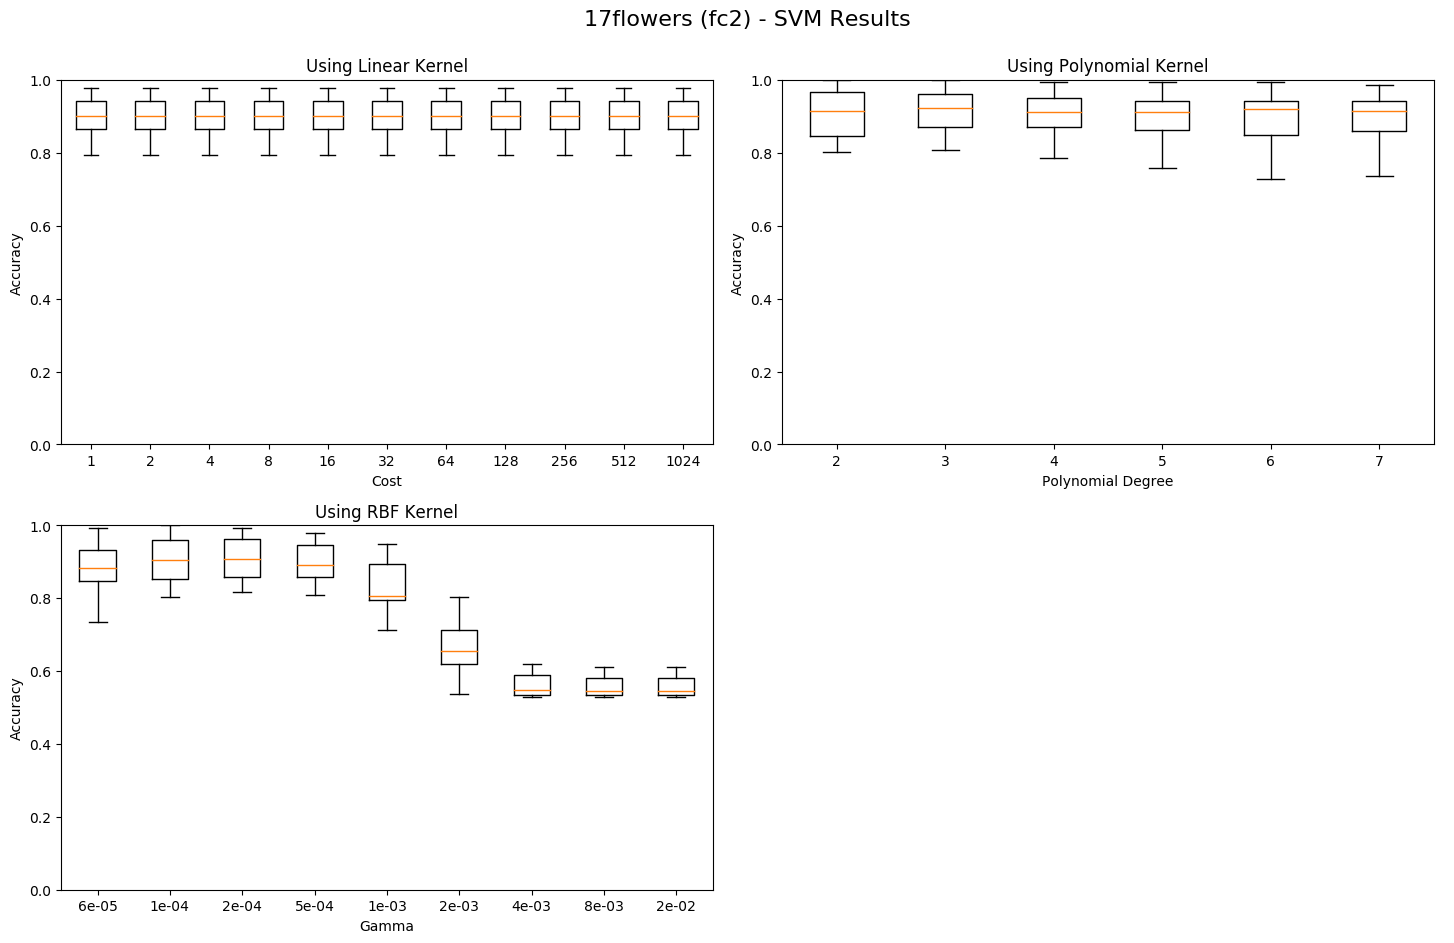 17flowers (fc2) - SVM Results
Using Linear Kernel
1.0
0.8
0.6
0.4
0.2
0.0
Accuracy
1 2 4 8 16 32 64 128 256 512 1024
Cost
Using Polynomial Kernel
1.0
0.8
0.6
0.4
0.2
0.0
Accuracy
2 3 4 5 6 7
Polynomial Degree
Using RBF Kernel
1.0
0.8
0.6
0.4
0.2
0.0
Accuracy
6e-05 1e-04 2e-04 5e-04 1e-03 2e-03 4e-03 8e-03 2e-02
Gamma